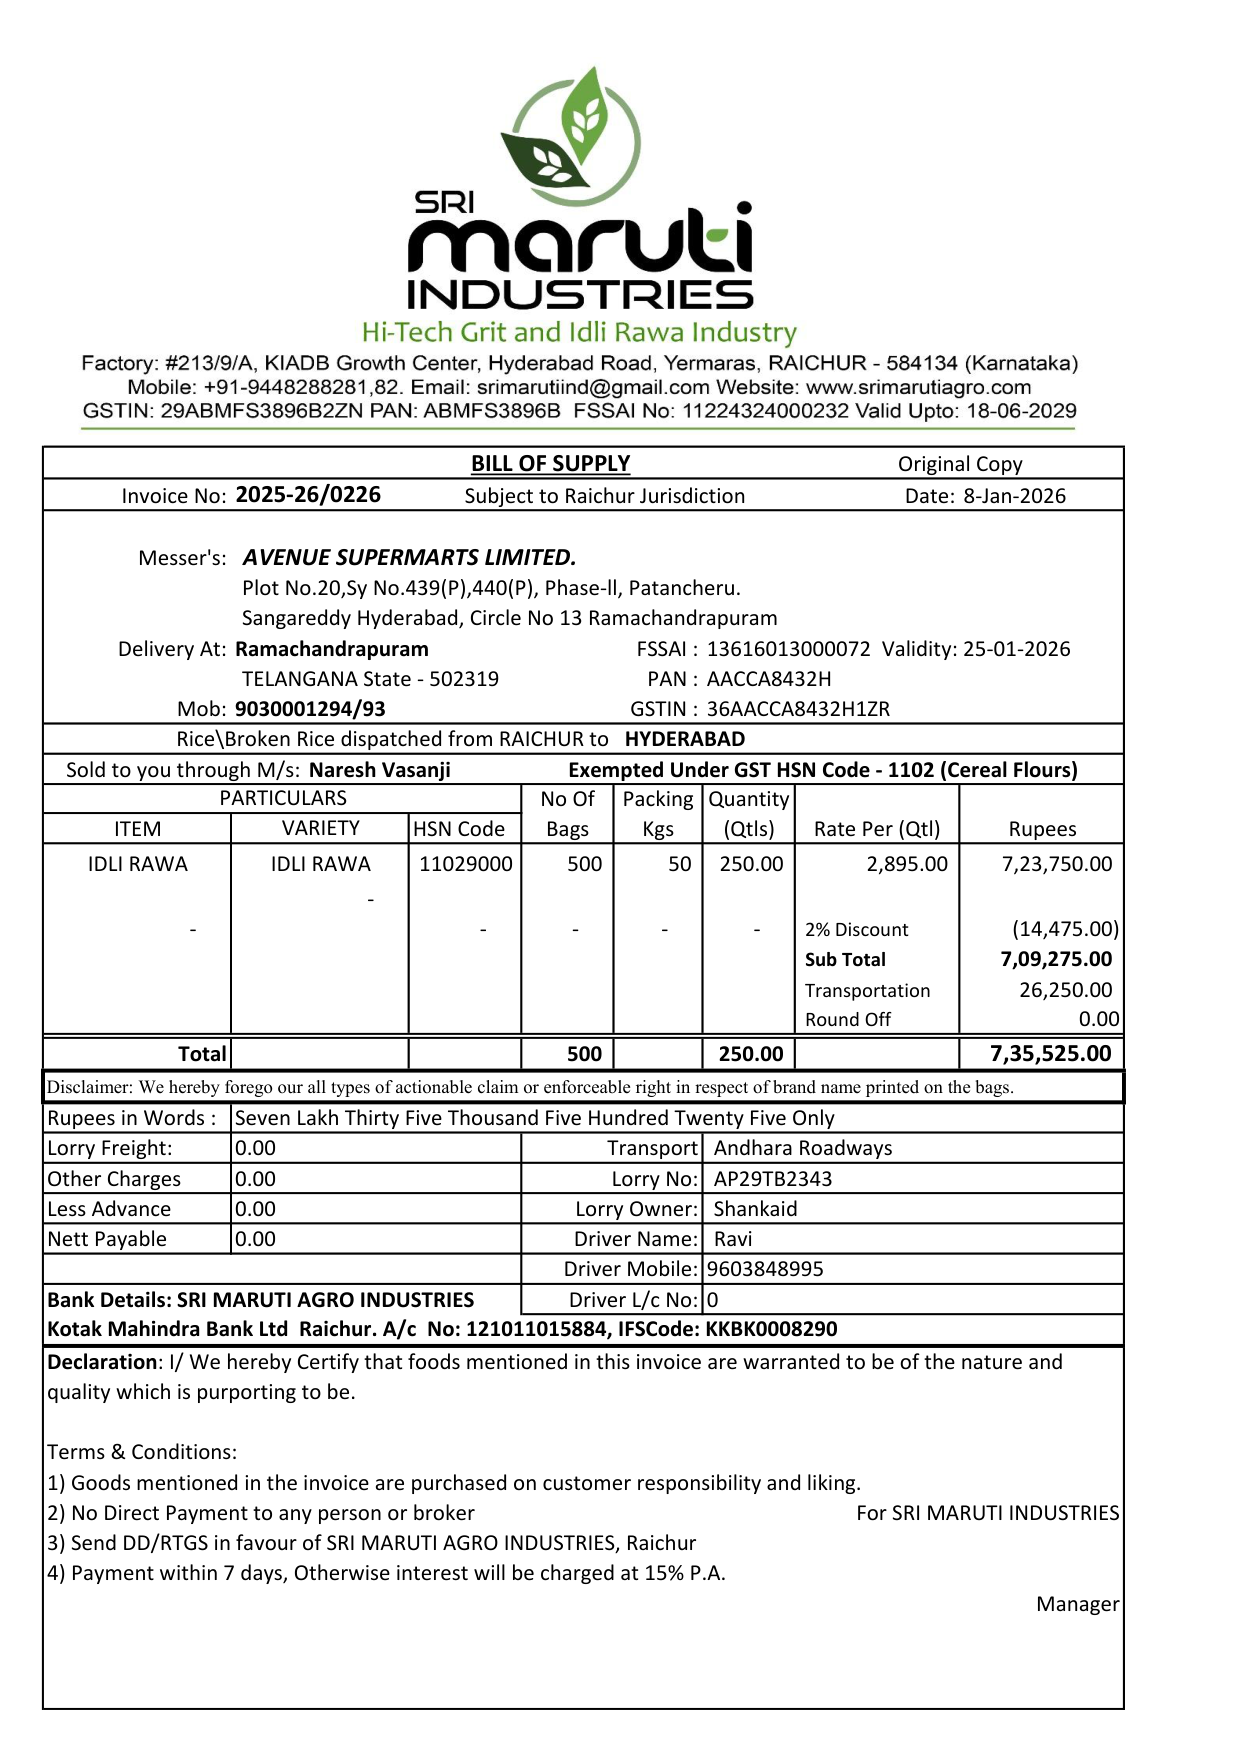 SRI
maruti
INDUSTRIES
Hi-Tech Grit and Idli Rawa Industry
Factory: #213/9/A, KIADB Growth Center, Hyderabad Road, Yermaras, RAICHUR - 584134 (Karnataka)
Mobile: +91-9448288281,82. Email: srimarutiind@gmail.com Website: www.srimarutiagro.com
GSTIN: 29ABMFS3896B2ZN PAN: ABMFS3896B FSSAI No: 11224324000232 Valid Upto: 18-06-2029
BILL OF SUPPLY Original Copy
Invoice No: 2025-26/0226 Subject to Raichur Jurisdiction Date: 8-Jan-2026
Messer's: AVENUE SUPERMARTS LIMITED.
Plot No.20,Sy No.439(P),440(P), Phase-ll, Patancheru.
Sangareddy Hyderabad, Circle No 13 Ramachandrapuram
Delivery At: Ramachandrapuram FSSAI : 13616013000072 Validity: 25-01-2026
TELANGANA State - 502319 PAN : AACCA8432H
Mob: 9030001294/93 GSTIN : 36AACCA8432H1ZR
Rice\Broken Rice dispatched from RAICHUR to HYDERABAD
Sold to you through M/s: Naresh Vasanji Exempted Under GST HSN Code - 1102 (Cereal Flours)
PARTICULARS No Of Packing Quantity
ITEM VARIETY HSN Code Bags Kgs (Qtls) Rate Per (Qtl) Rupees
IDLI RAWA IDLI RAWA 11029000 500 50 250.00 2,895.00 7,23,750.00
-
- - - - - 2% Discount (14,475.00)
Sub Total 7,09,275.00
Transportation 26,250.00
Round Off 0.00
Total 500 250.00 7,35,525.00
Disclaimer: We hereby forego our all types of actionable claim or enforceable right in respect of brand name printed on the bags.
Rupees in Words : Seven Lakh Thirty Five Thousand Five Hundred Twenty Five Only
Lorry Freight: 0.00 Transport Andhara Roadways
Other Charges 0.00 Lorry No: AP29TB2343
Less Advance 0.00 Lorry Owner: Shankaid
Nett Payable 0.00 Driver Name: Ravi
Driver Mobile: 9603848995
Bank Details: SRI MARUTI AGRO INDUSTRIES Driver L/c No: 0
Kotak Mahindra Bank Ltd Raichur. A/c No: 121011015884, IFSCode: KKBK0008290
Declaration: I/ We hereby Certify that foods mentioned in this invoice are warranted to be of the nature and
quality which is purporting to be.
Terms & Conditions:
1) Goods mentioned in the invoice are purchased on customer responsibility and liking.
2) No Direct Payment to any person or broker For SRI MARUTI INDUSTRIES
3) Send DD/RTGS in favour of SRI MARUTI AGRO INDUSTRIES, Raichur
4) Payment within 7 days, Otherwise interest will be charged at 15% P.A.
Manager